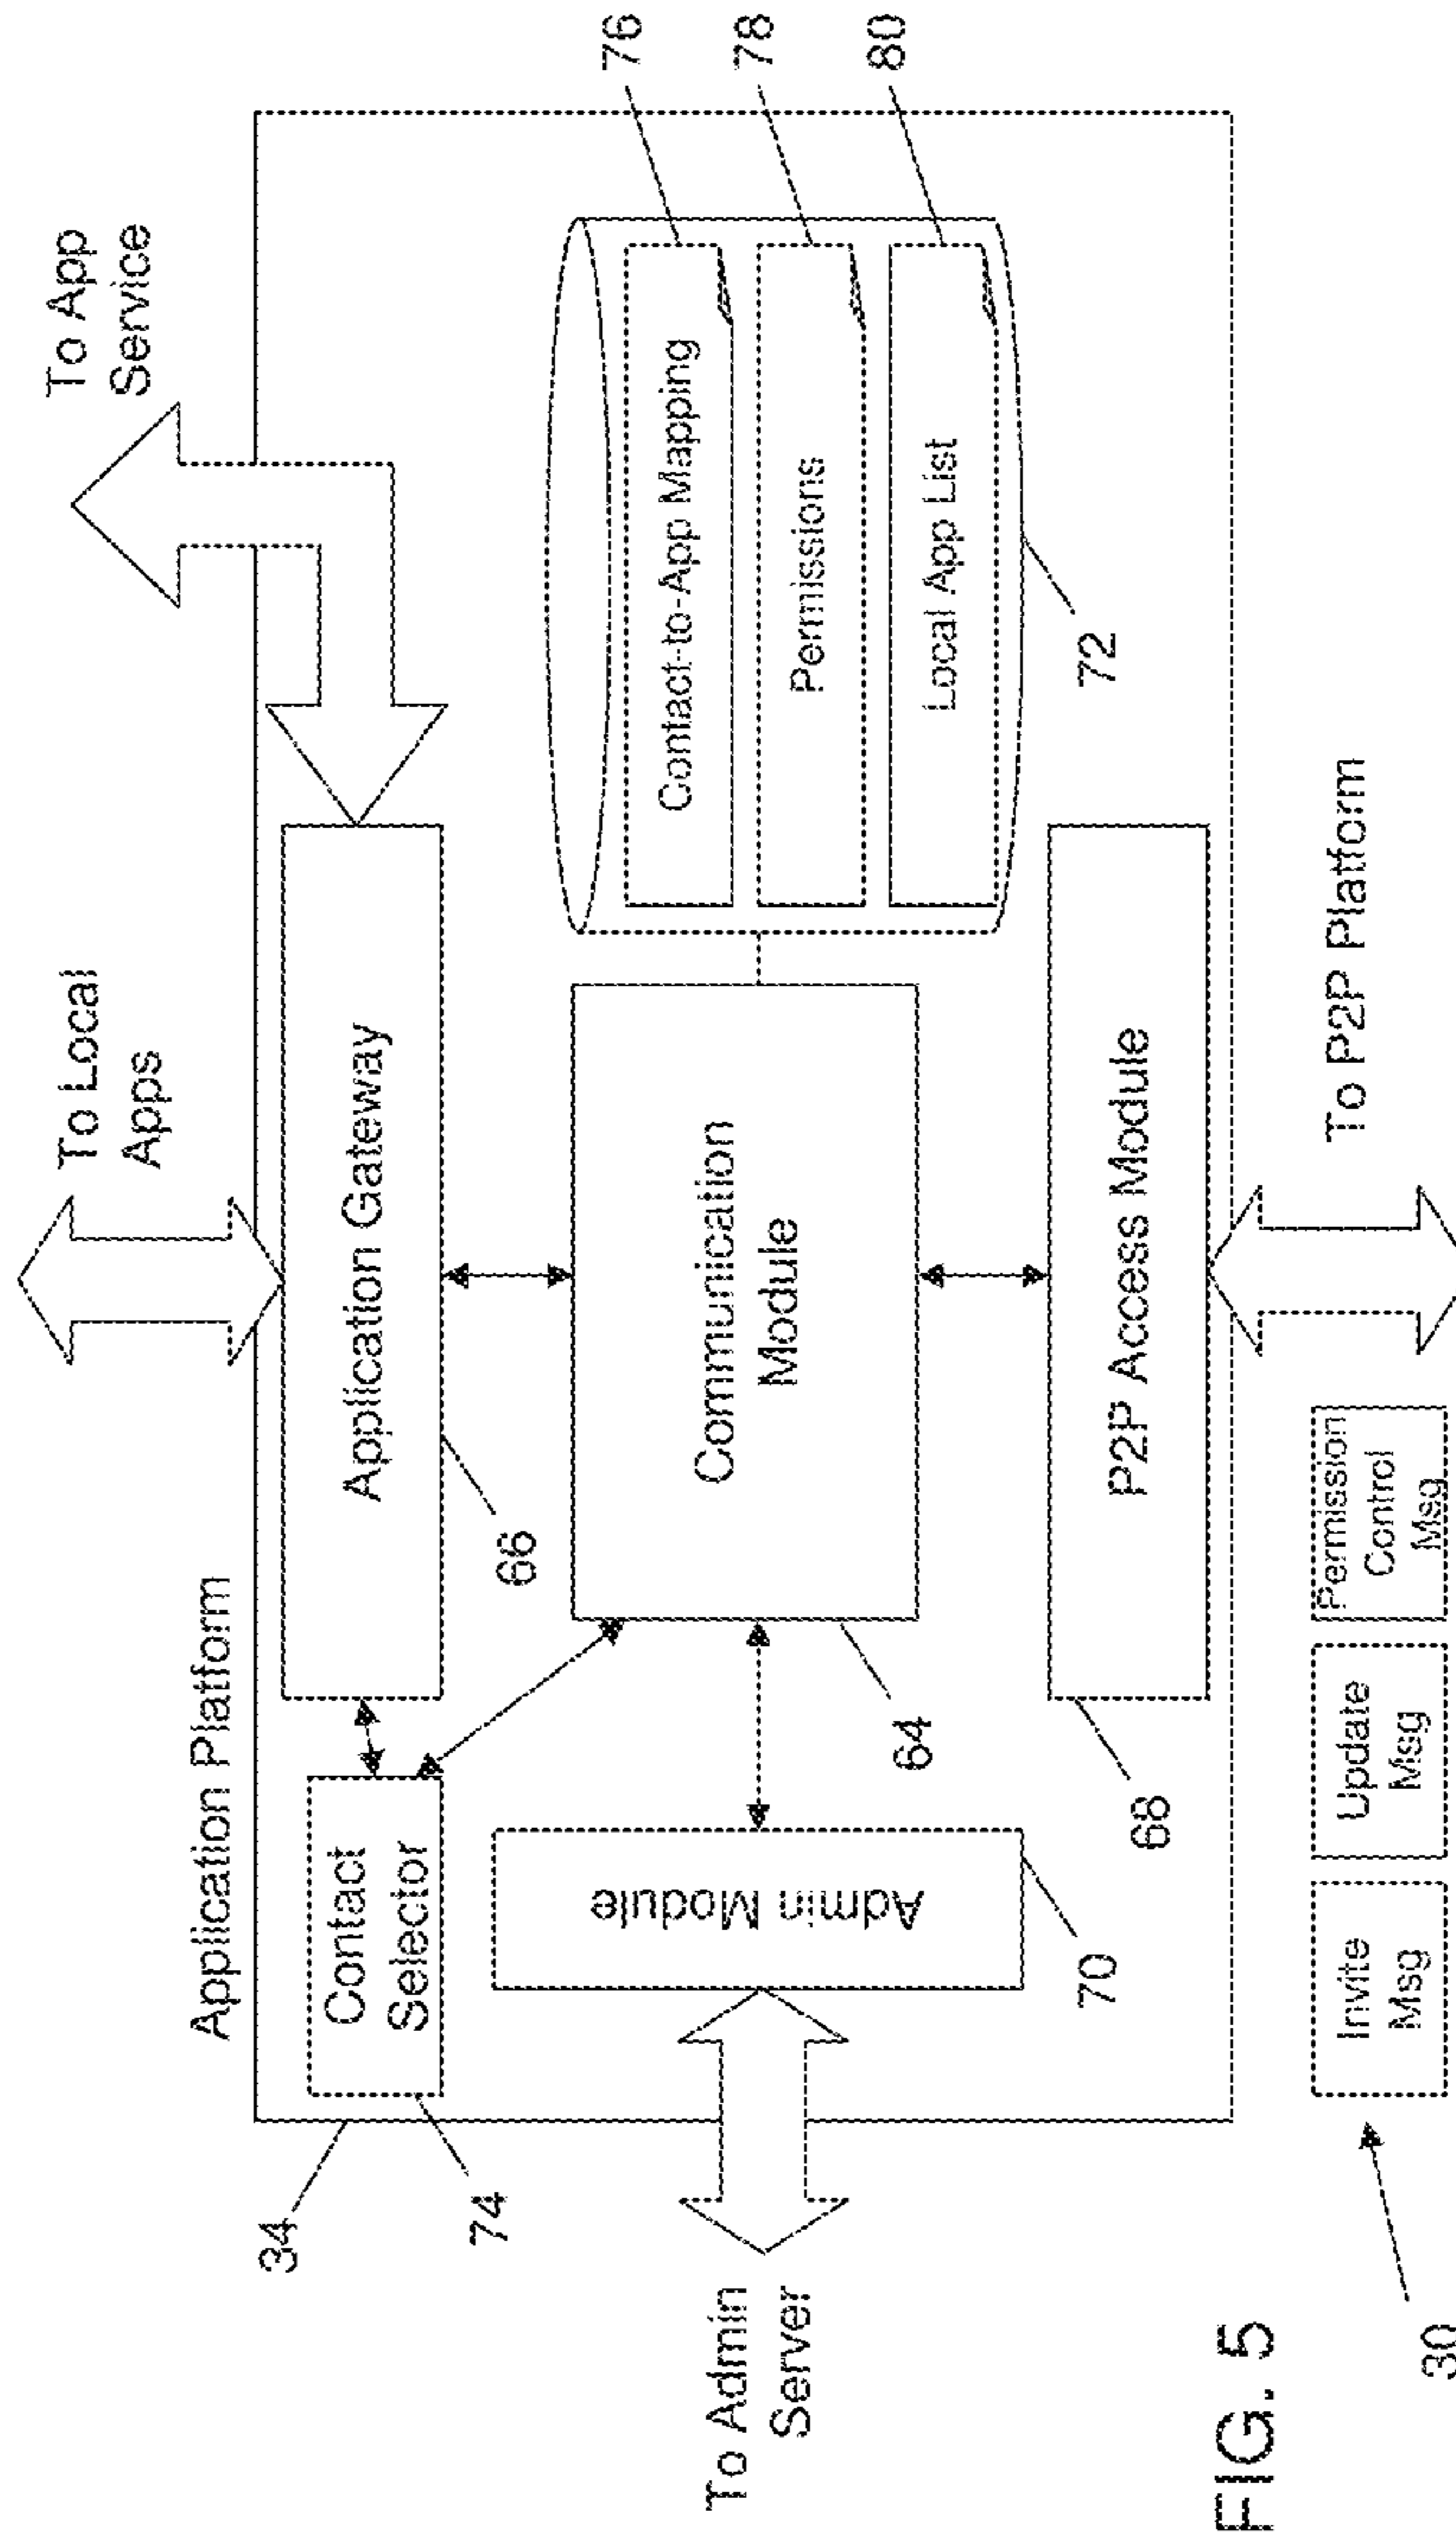 To Local
Apps
To App
Service
Application Platform
34
74
Contact
Selector
Application Gateway
66
76
78
80
Contact-to-App Mapping
Permissions
Local App List
72
Communication
Module
64
Admin Module
70
To Admin
Server
P2P Access Module
68
To P2P Platform
Invite
Msg
Update
Msg
Permission
Control
Msg
30
FIG. 5